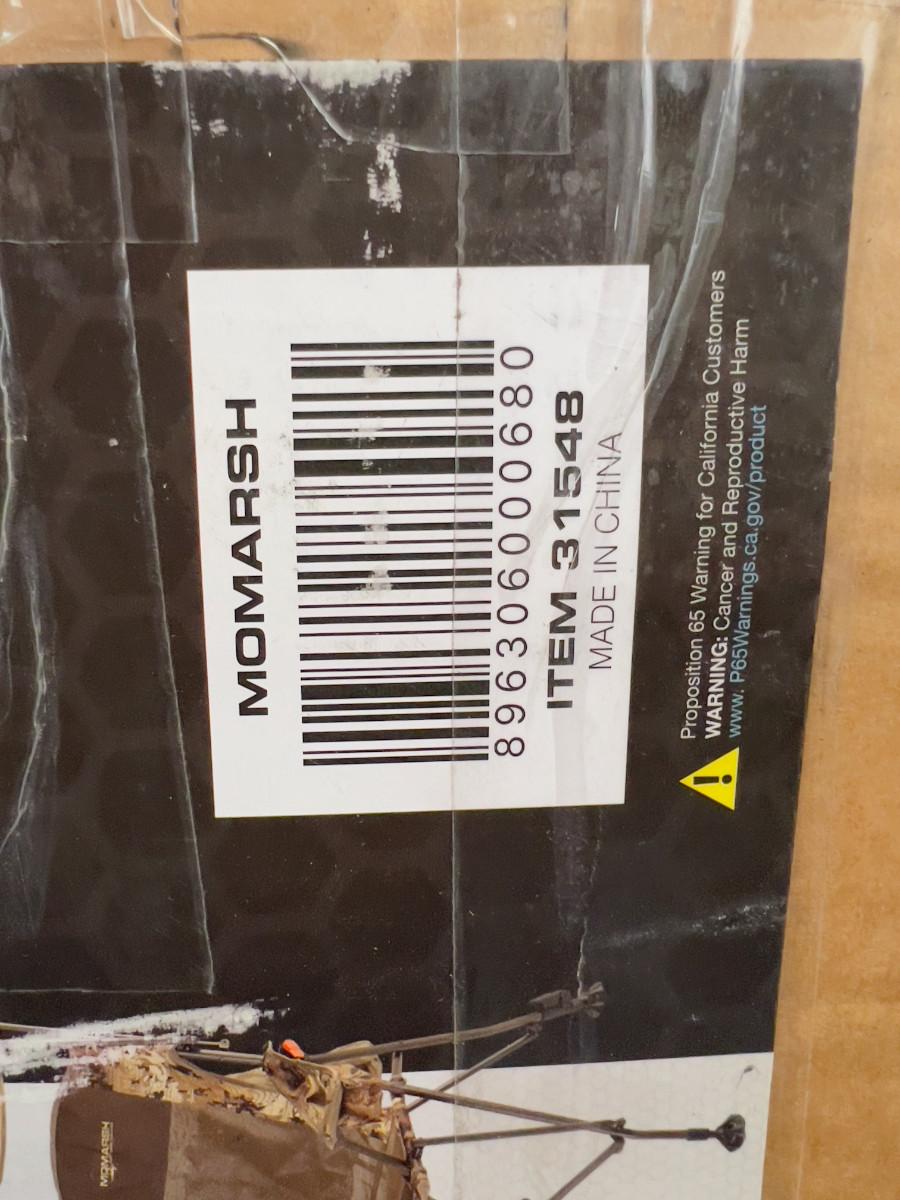 MOMARSH
896306000680
ITEM 31548
MADE IN CHINA
Proposition 65 Warning for California Customers
WARNING: Cancer and Reproductive Harm
www. P65Warnings.ca.gov/product
MOMARSH